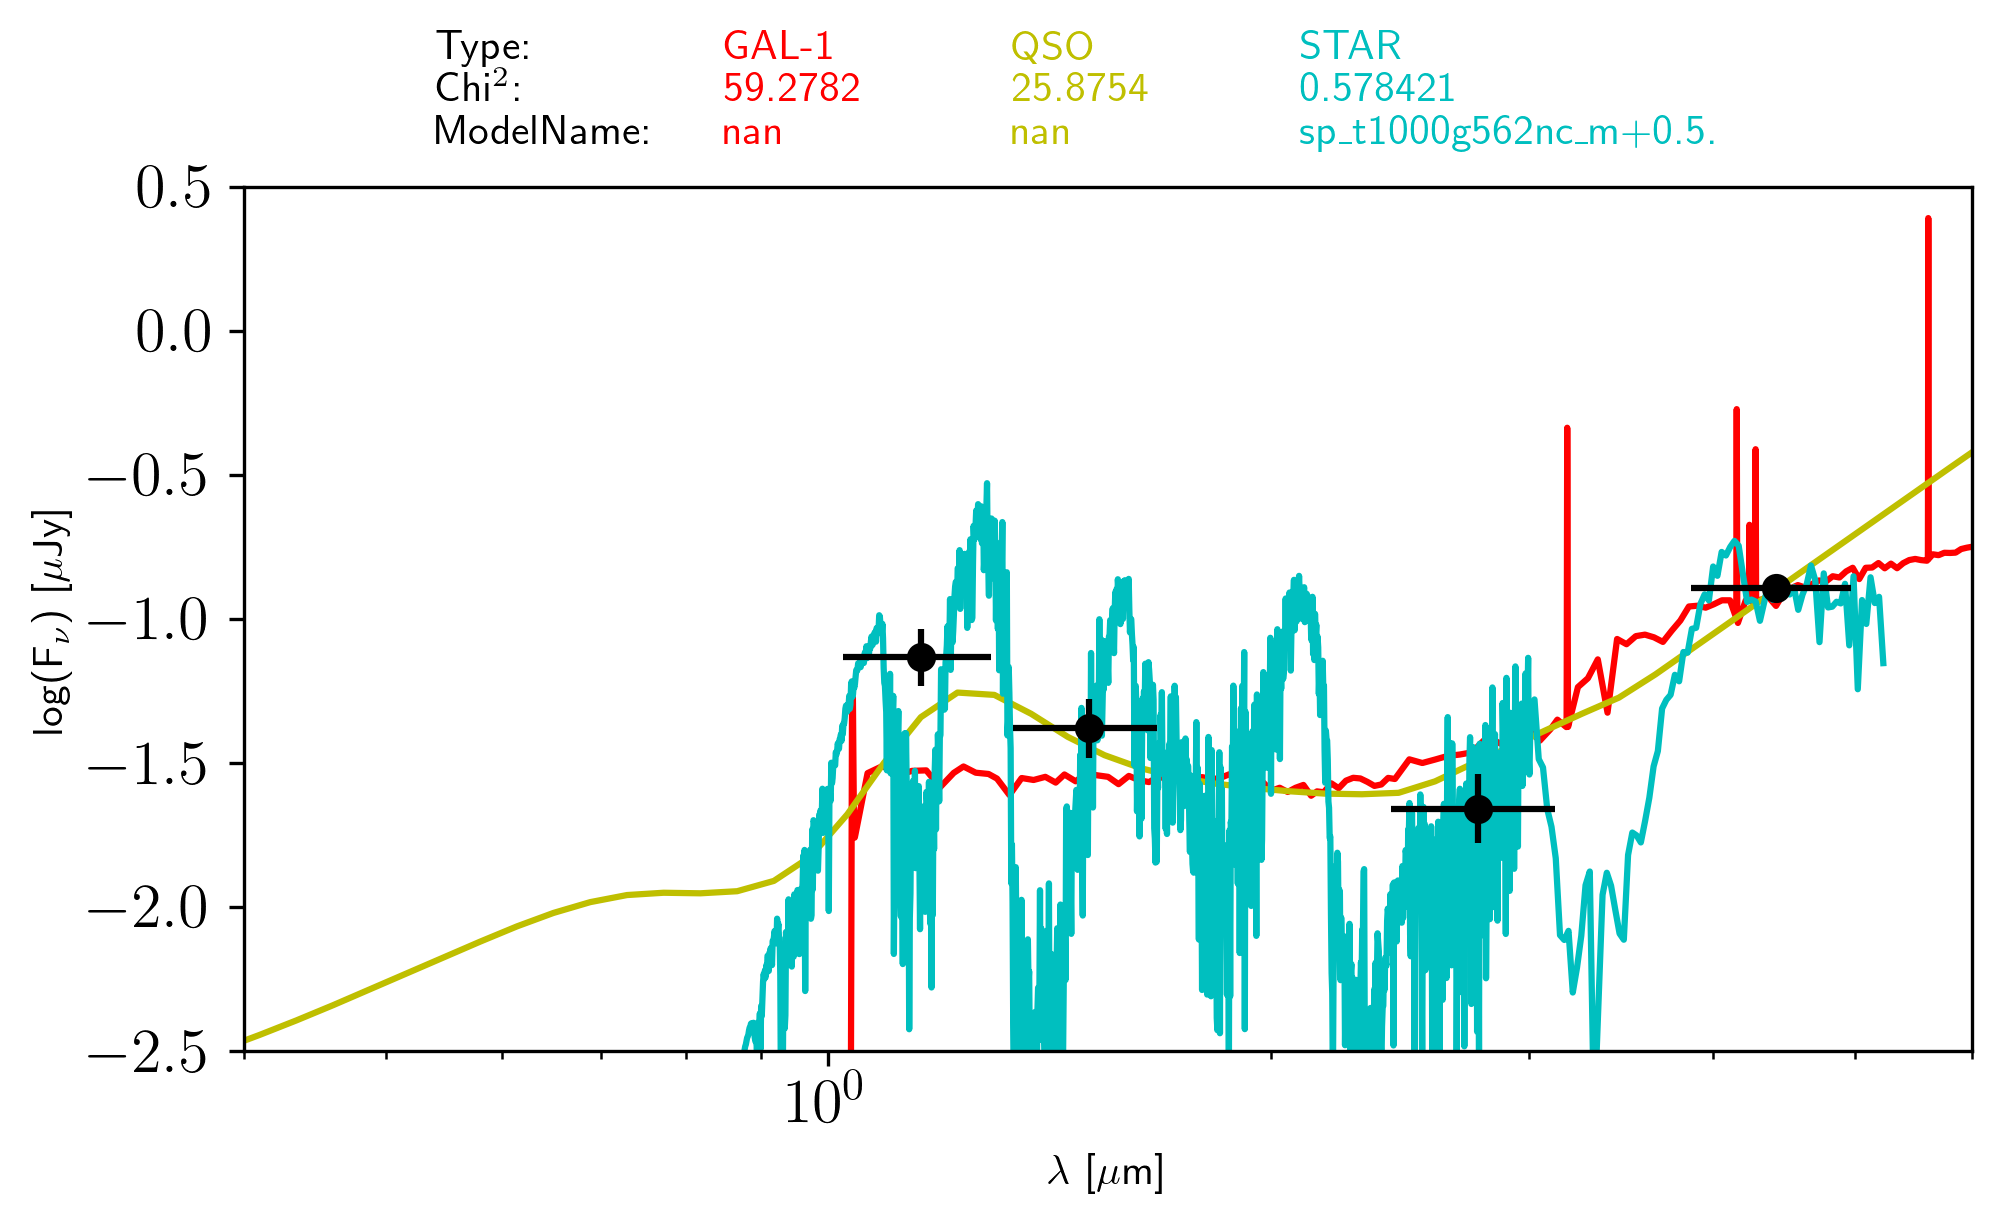 Type: GAL-1 QSO STAR
Chi²: 59.2782 25.8754 0.578421
ModelName: nan nan sp_t1000g562nc_m+0.5.
0.5
0.0
−0.5
−1.0
−1.5
−2.0
−2.5
log(Fν) [μJy]
10⁰
λ [μm]